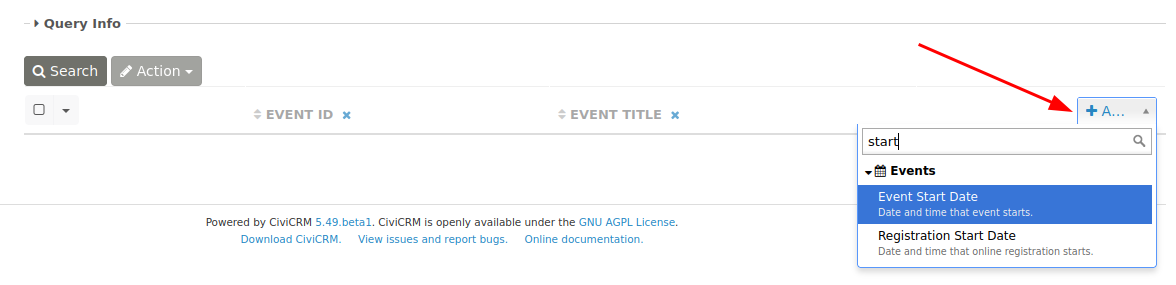 Query Info
Search Action
EVENT ID EVENT TITLE A...
start
Events
Event Start Date
Date and time that event starts.
Registration Start Date
Date and time that online registration starts.
Powered by CiviCRM 5.49.beta1. CiviCRM is openly available under the GNU AGPL License.
Download CiviCRM. View issues and report bugs. Online documentation.